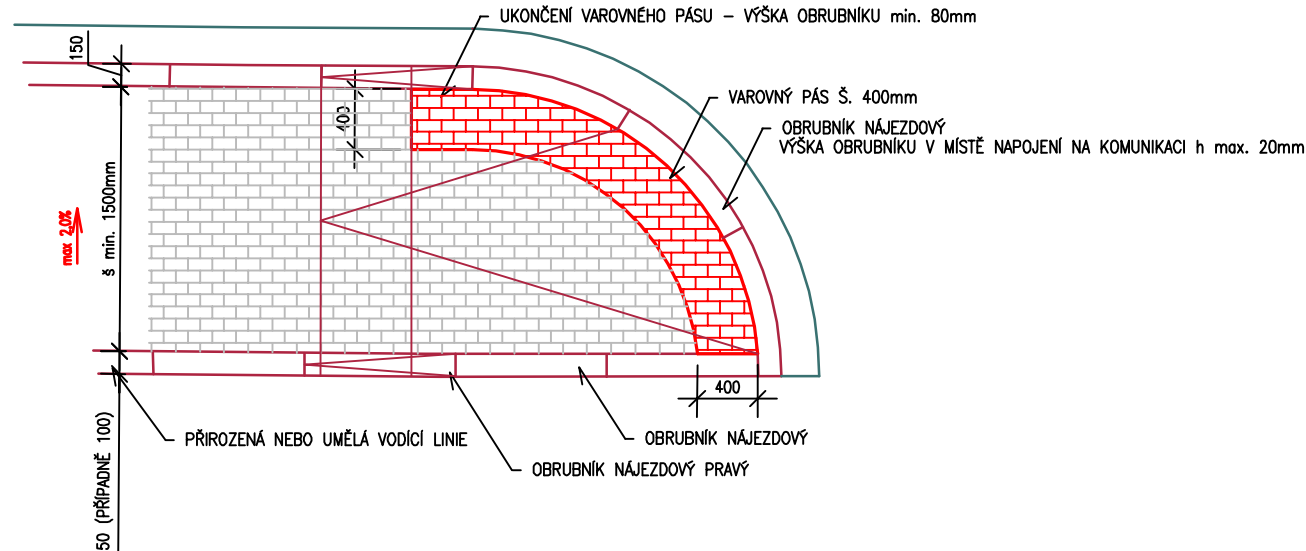 UKONČENÍ VAROVNÉHO PÁSU – VÝŠKA OBRUBNÍKU min. 80mm
150
VAROVNÝ PÁS Š. 400mm
400
OBRUBNÍK NÁJEZDOVÝ
VÝŠKA OBRUBNÍKU V MÍSTĚ NAPOJENÍ NA KOMUNIKACI h max. 20mm
max 2,0%
š min. 1500mm
400
PŘIROZENÁ NEBO UMĚLÁ VODÍCÍ LINIE
OBRUBNÍK NÁJEZDOVÝ
OBRUBNÍK NÁJEZDOVÝ PRAVÝ
50 (PŘÍPADNĚ 100)